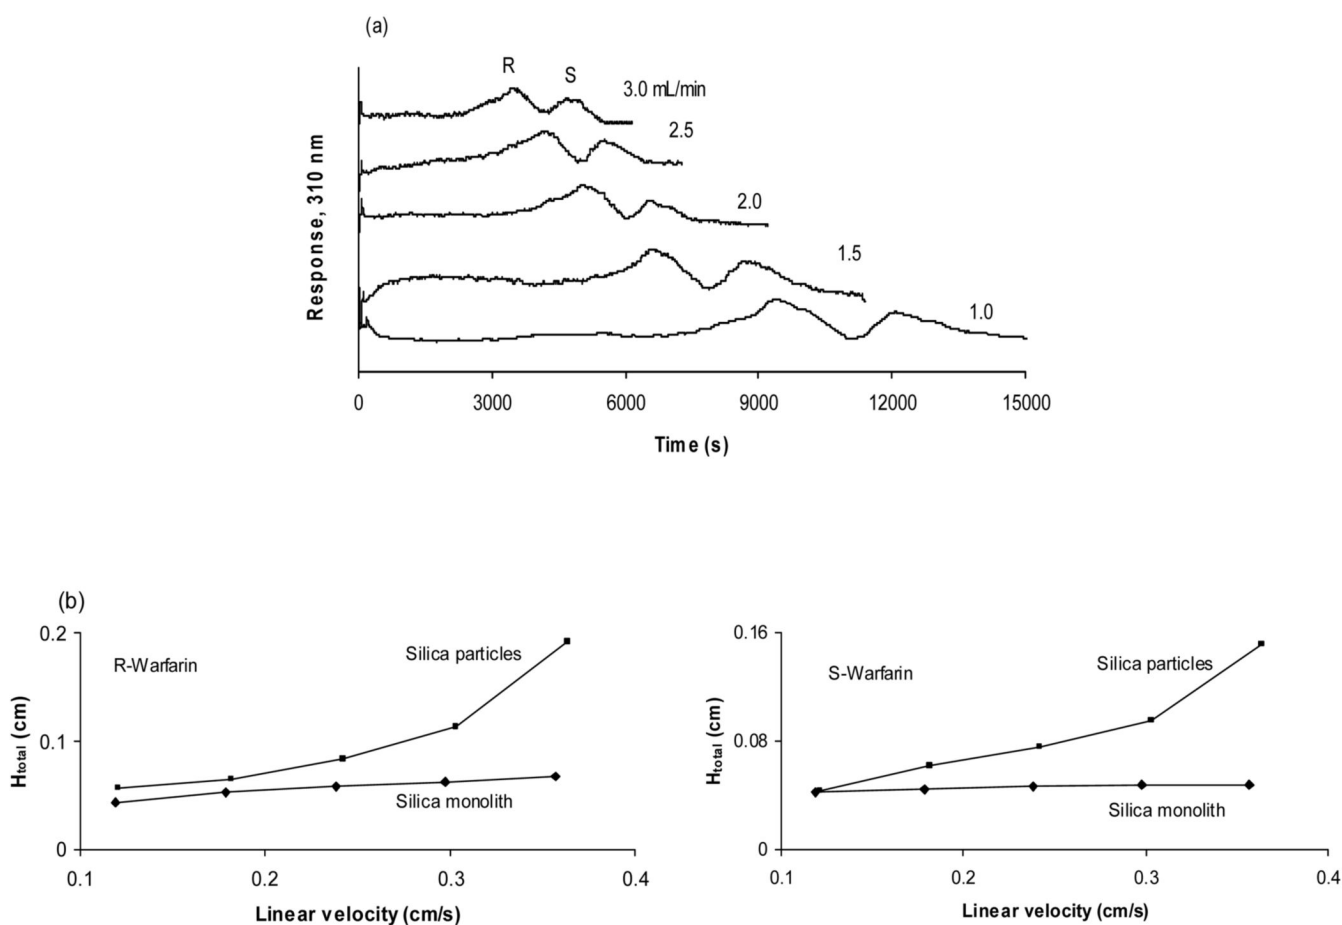 (a)
R
S
3.0 mL/min
2.5
2.0
1.5
1.0
Response, 310 nm
0 3000 6000 9000 12000 15000
Time (s)
(b)
0.2
0.1
0
H_total (cm)
R-Warfarin
Silica particles
Silica monolith
0.1 0.2 0.3 0.4
Linear velocity (cm/s)
0.16
0.08
0
H_total (cm)
S-Warfarin
Silica particles
Silica monolith
0.1 0.2 0.3 0.4
Linear velocity (cm/s)